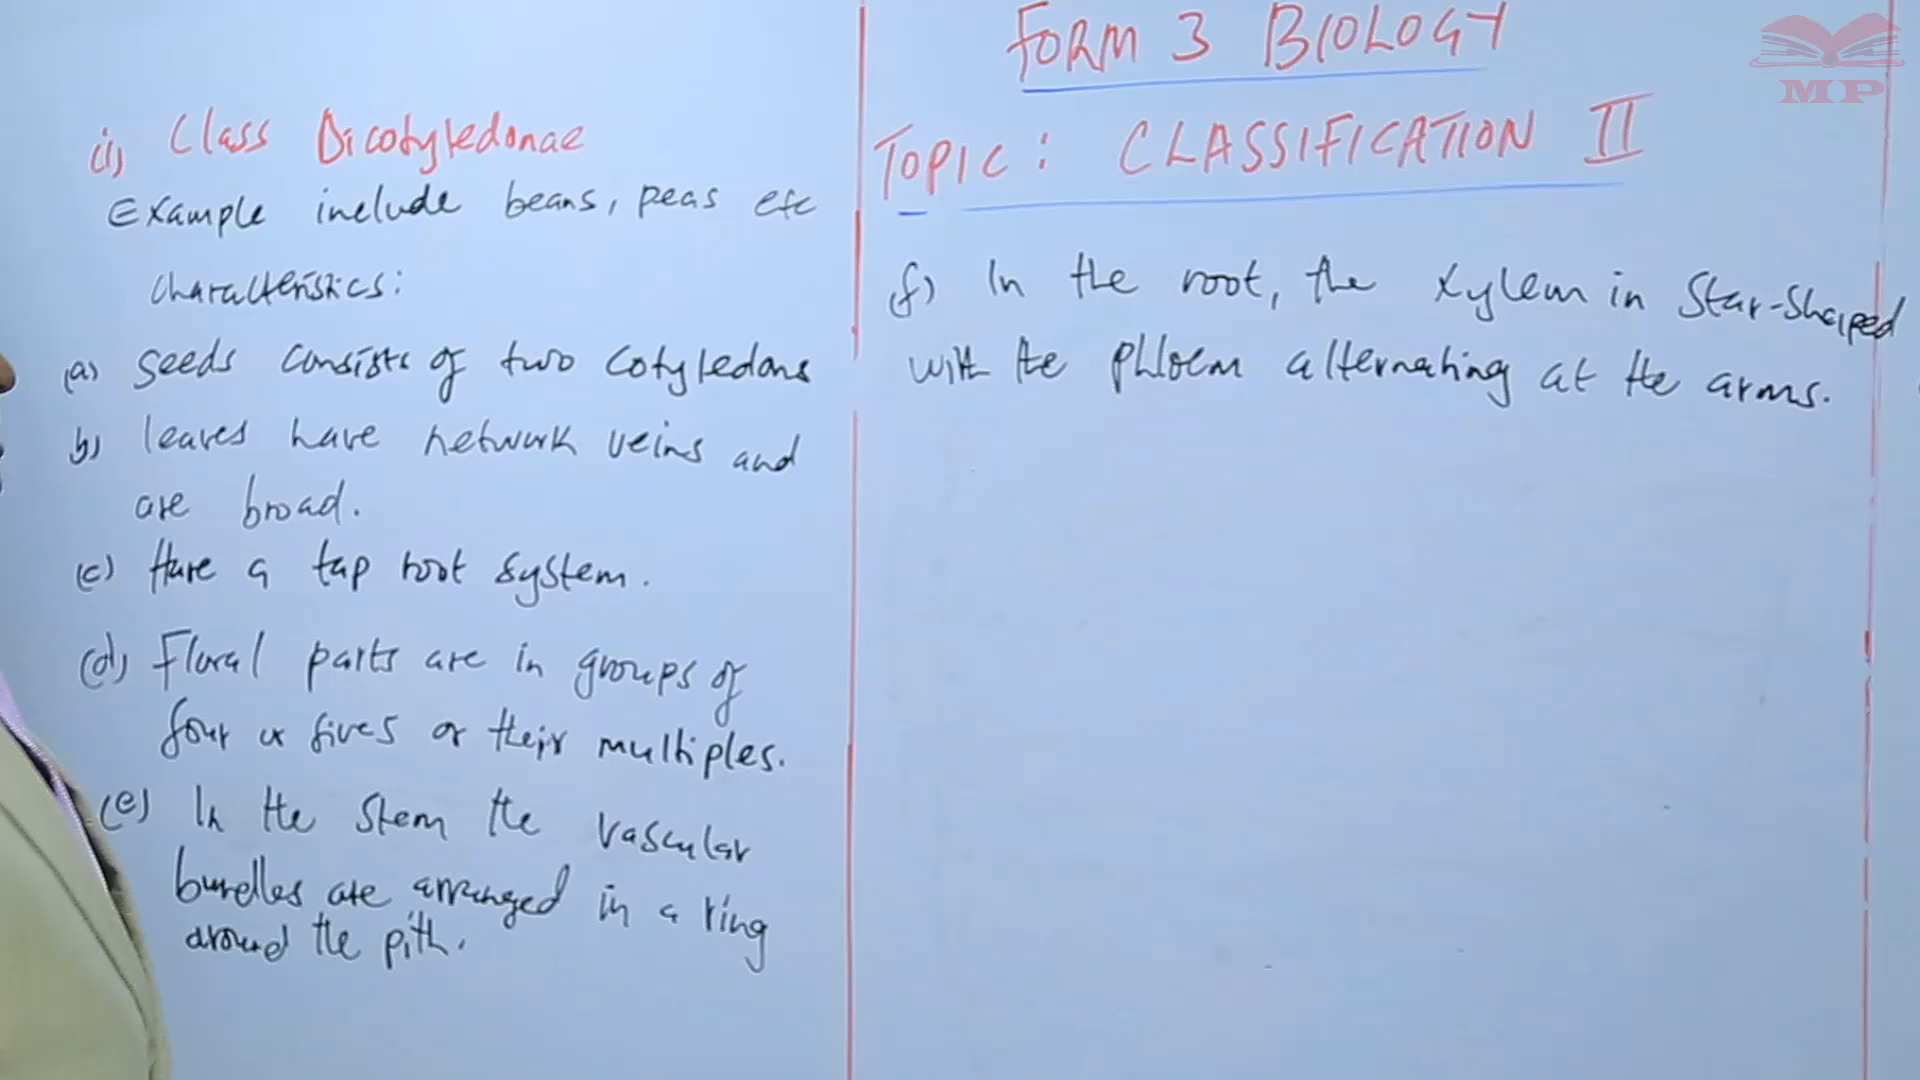 FORM 3 BIOLOGY
TOPIC: CLASSIFICATION II
MP
(ii) Class Dicotyledonae
Example include beans, peas etc
Characteristics:
(a) Seeds consists of two Cotyledons
b) leaves have network veins and
are broad.
(c) Have a tap root system.
(d) Floral parts are in groups of
four or fives or their multiples.
(e) In the stem the vascular
bundles are arranged in a ring
around the pith.
f) In the root, the xylem in Star-Shaped
with the phloem alternating at the arms.